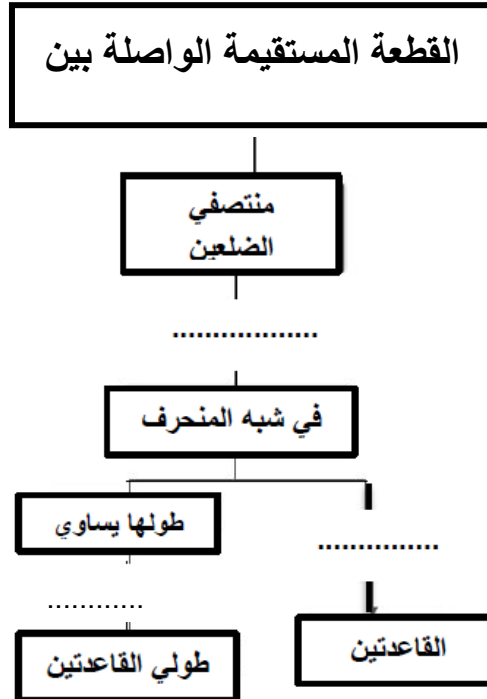 القطعة المستقيمة الواصلة بين
منتصفي
الضلعين
..................
في شبه المنحرف
طولها يساوي
...............
............
القاعدتين
طولي القاعدتين